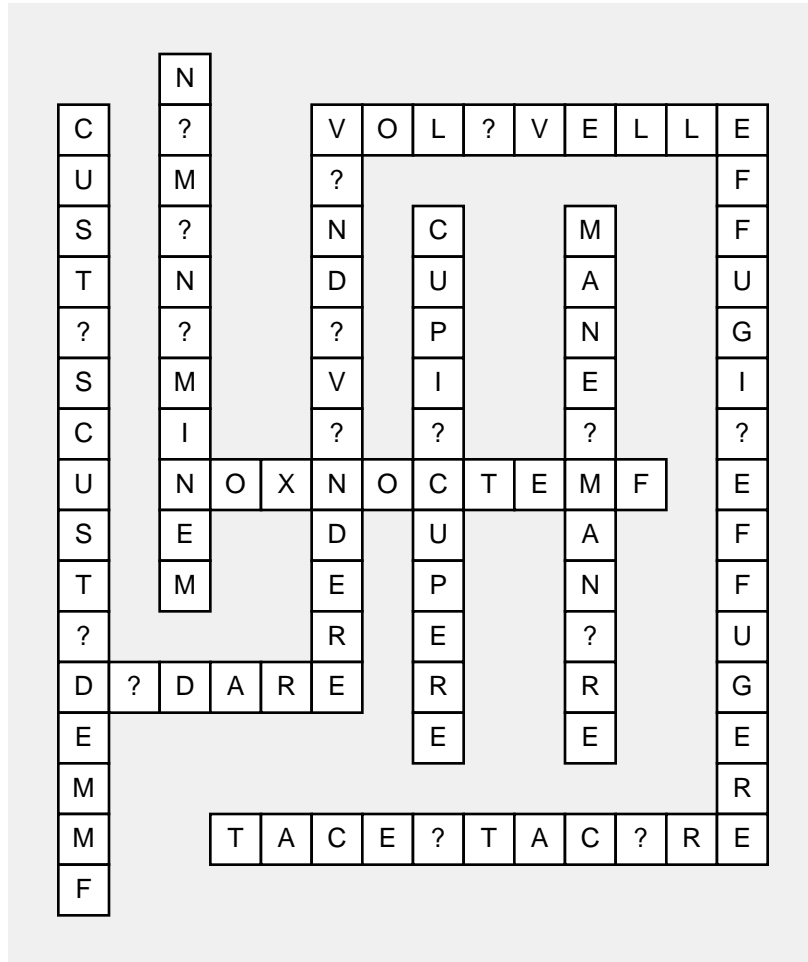 N?M?N?MINEM
CUST?SCUST?DEMMF
VOL?VELLE
V?ND?V?NDERE
EFFUGI?EFFUGERE
CUPI?CUPERE
MANE?MAN?RE
NOXNOCTEMF
D?DARE
TACE?TAC?RE